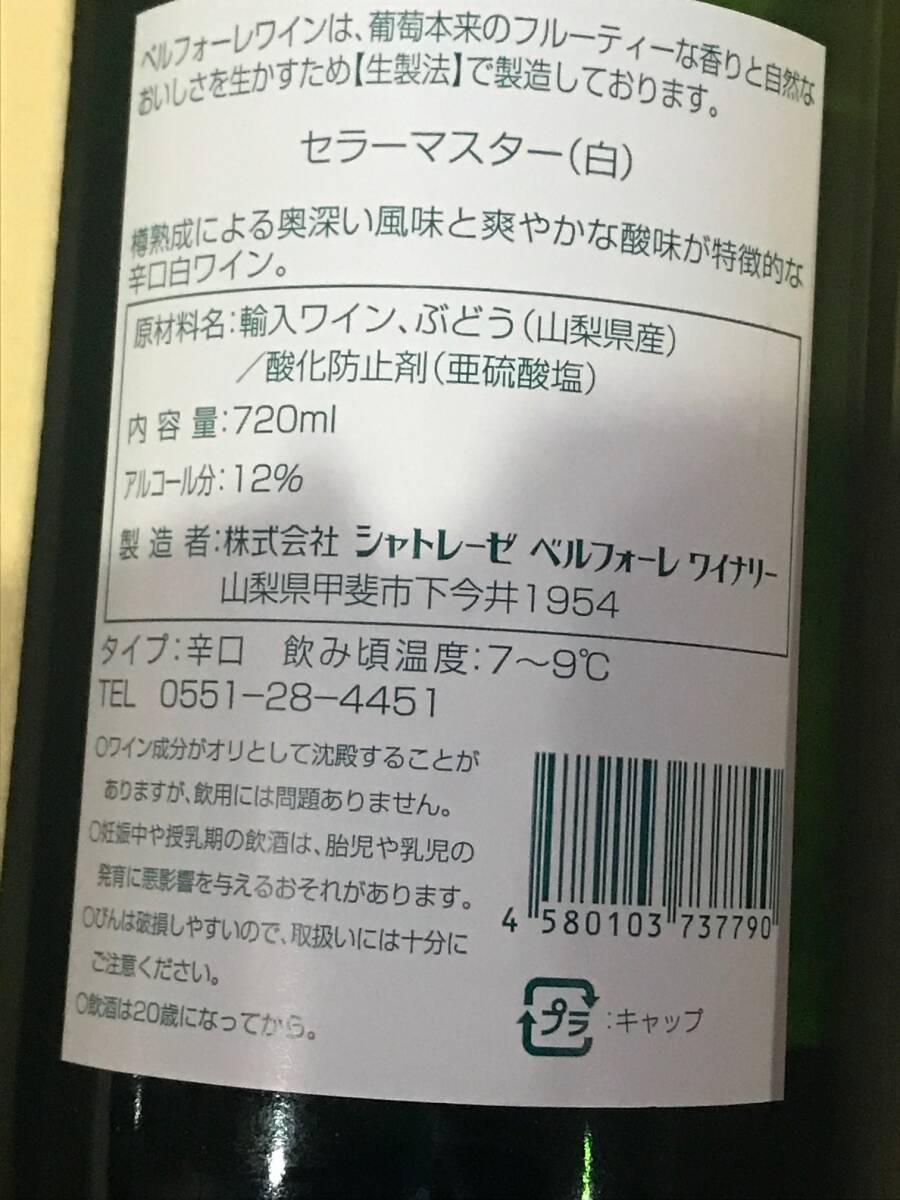 ベルフォーレワインは、葡萄本来のフルーティーな香りと自然な
おいしさを生かすため【生製法】で製造しております。
セラーマスター(白)
樽熟成による奥深い風味と爽やかな酸味が特徴的な
辛口白ワイン。
原材料名:輸入ワイン、ぶどう(山梨県産)
/酸化防止剤(亜硫酸塩)
内容量:720ml
アルコール分:12%
製造者:株式会社 シャトレーゼ ベルフォーレ ワイナリー
山梨県甲斐市下今井1954
タイプ:辛口 飲み頃温度:7〜9℃
TEL 0551-28-4451
○ワイン成分がオリとして沈殿することが
ありますが、飲用には問題ありません。
○妊娠中や授乳期の飲酒は、胎児や乳児の
発育に悪影響を与えるおそれがあります。
○びんは破損しやすいので、取扱いには十分に
ご注意ください。
○飲酒は20歳になってから。
4 580103 737790
プラ :キャップ